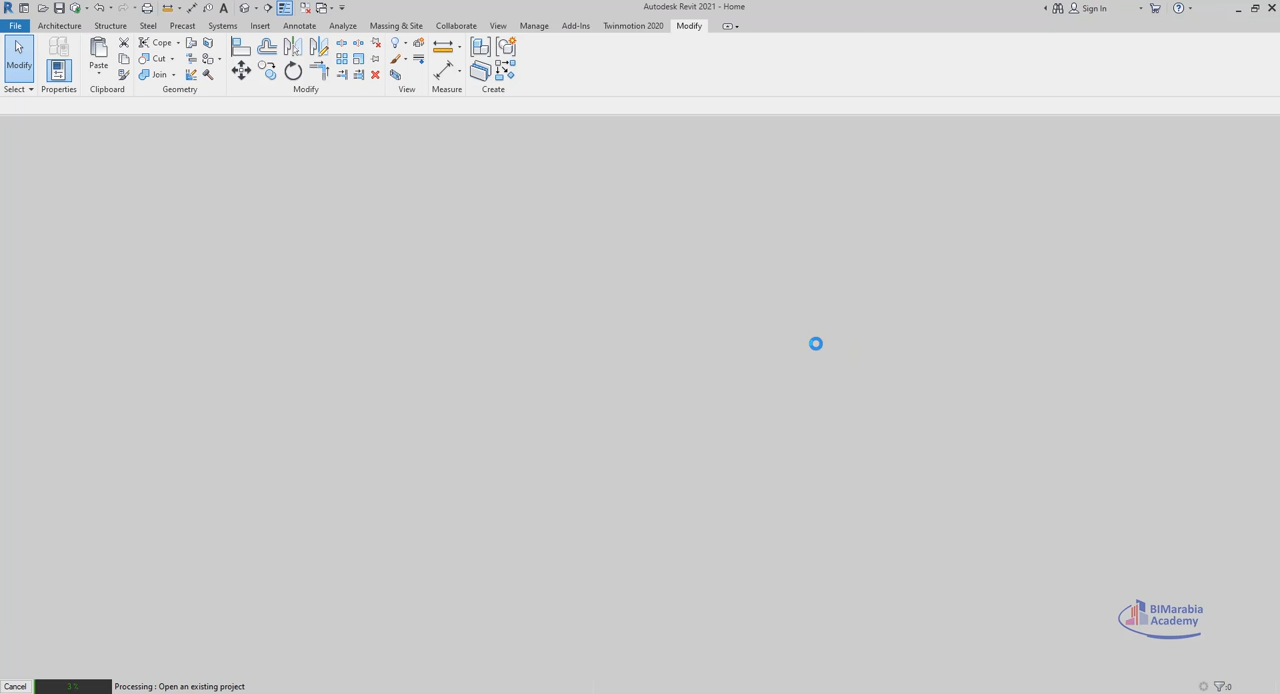 Autodesk Revit 2021 - Home
Sign In
File Architecture Structure Steel Precast Systems Insert Annotate Analyze Massing & Site Collaborate View Manage Add-Ins Twinmotion 2020 Modify
Modify
Paste
Cope
Cut
Join
Select Properties Clipboard Geometry Modify View Measure Create
BIMarabia
Academy
Cancel 3 % Processing : Open an existing project
:0